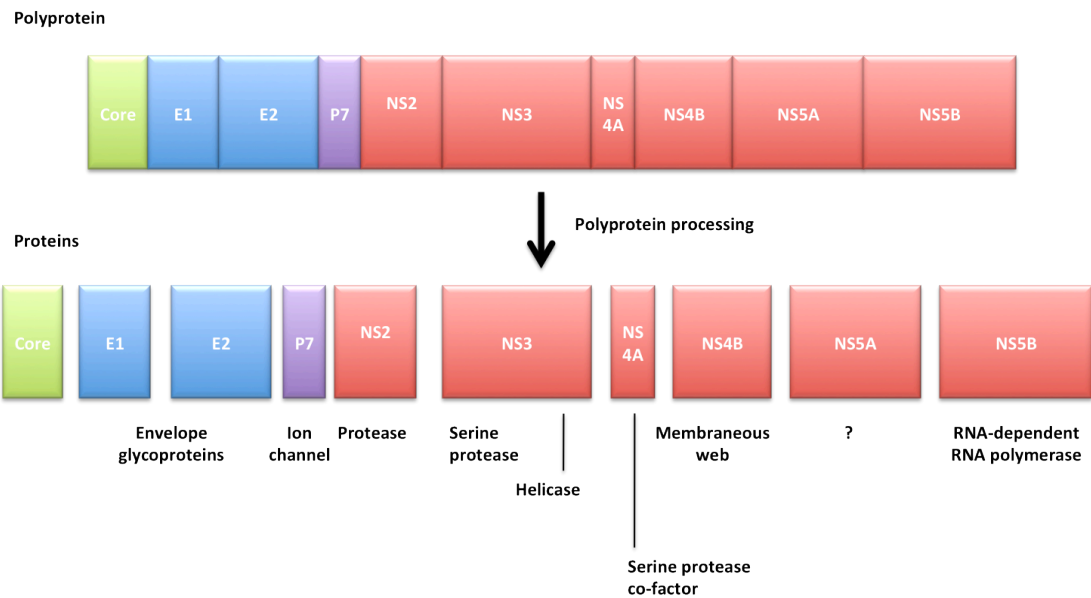 Polyprotein
Core E1 E2 P7 NS2 NS3 NS 4A NS4B NS5A NS5B
Polyprotein processing
Proteins
Core E1 E2 P7 NS2 NS3 NS 4A NS4B NS5A NS5B
Envelope
glycoproteins
Ion
channel
Protease
Serine
protease
Helicase
Serine protease
co-factor
Membraneous
web
?
RNA-dependent
RNA polymerase